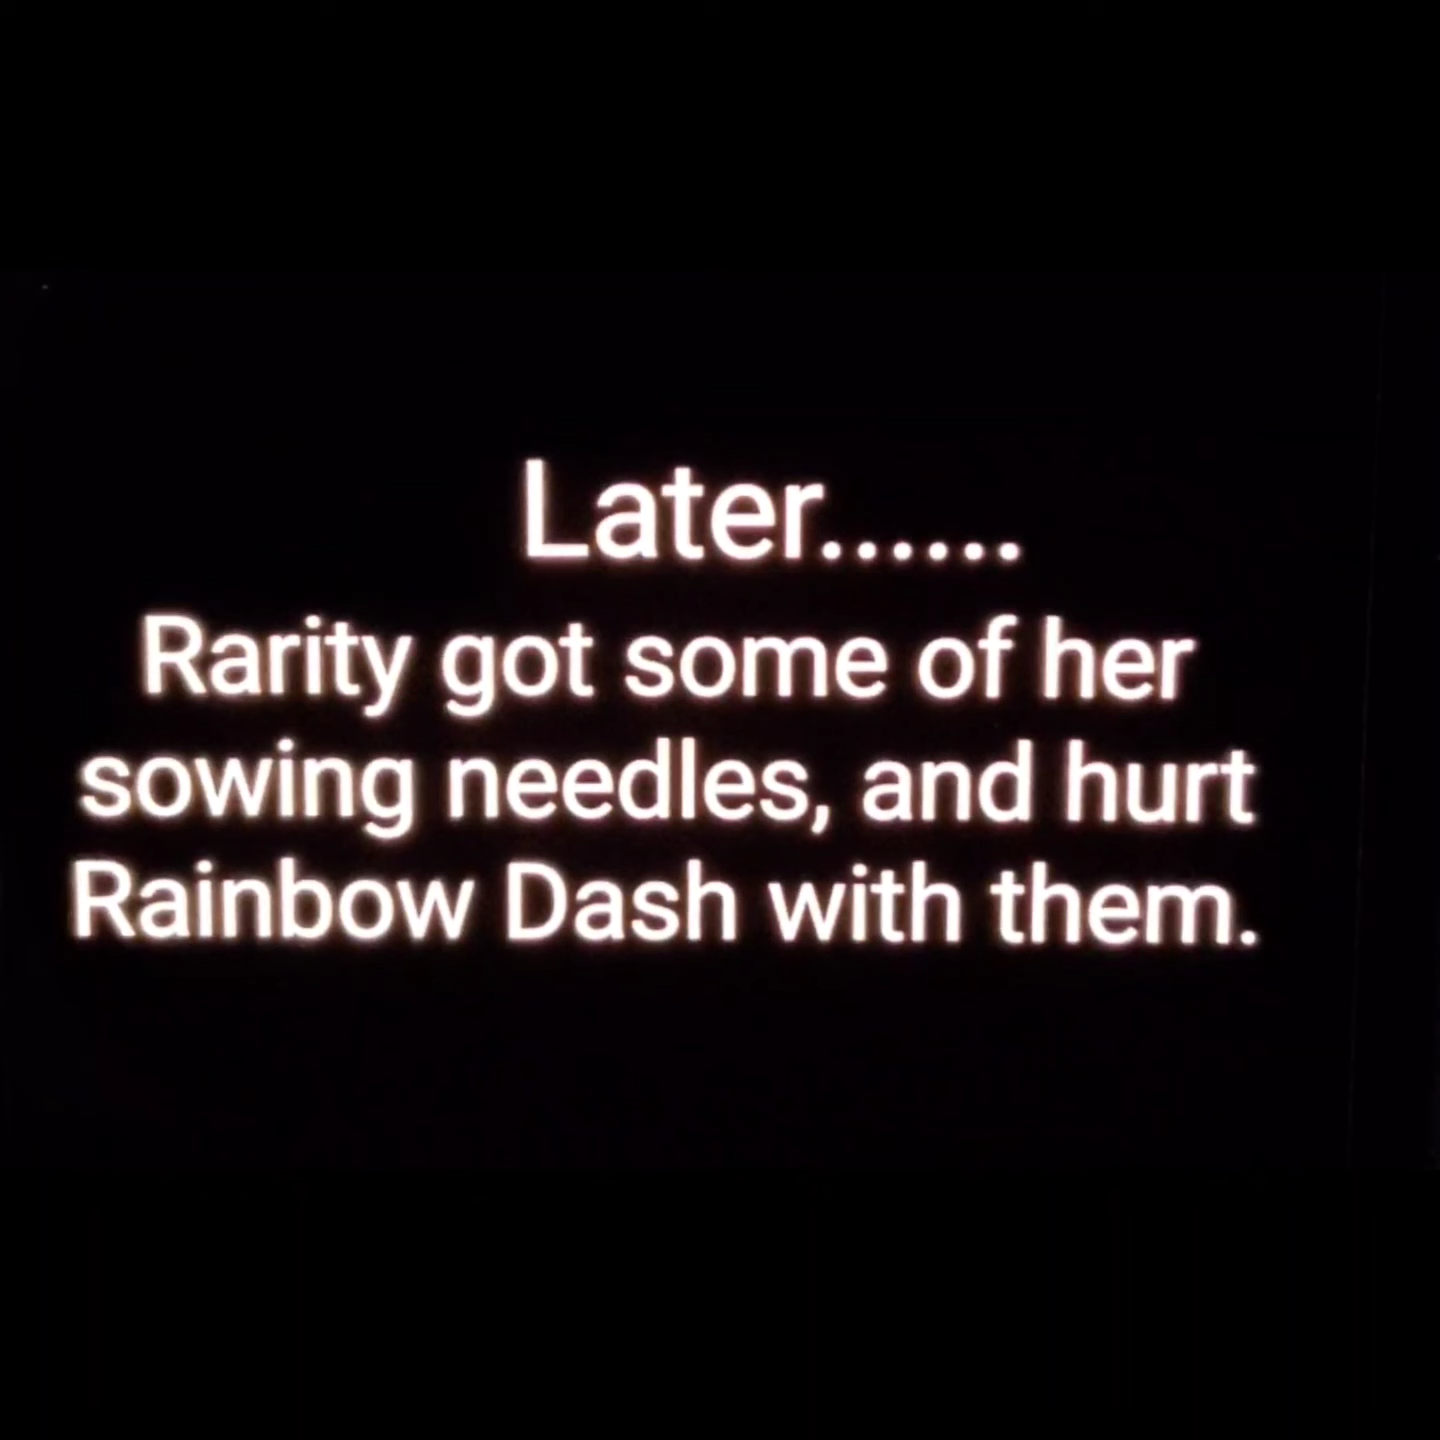 Later......
Rarity got some of her
sowing needles, and hurt
Rainbow Dash with them.